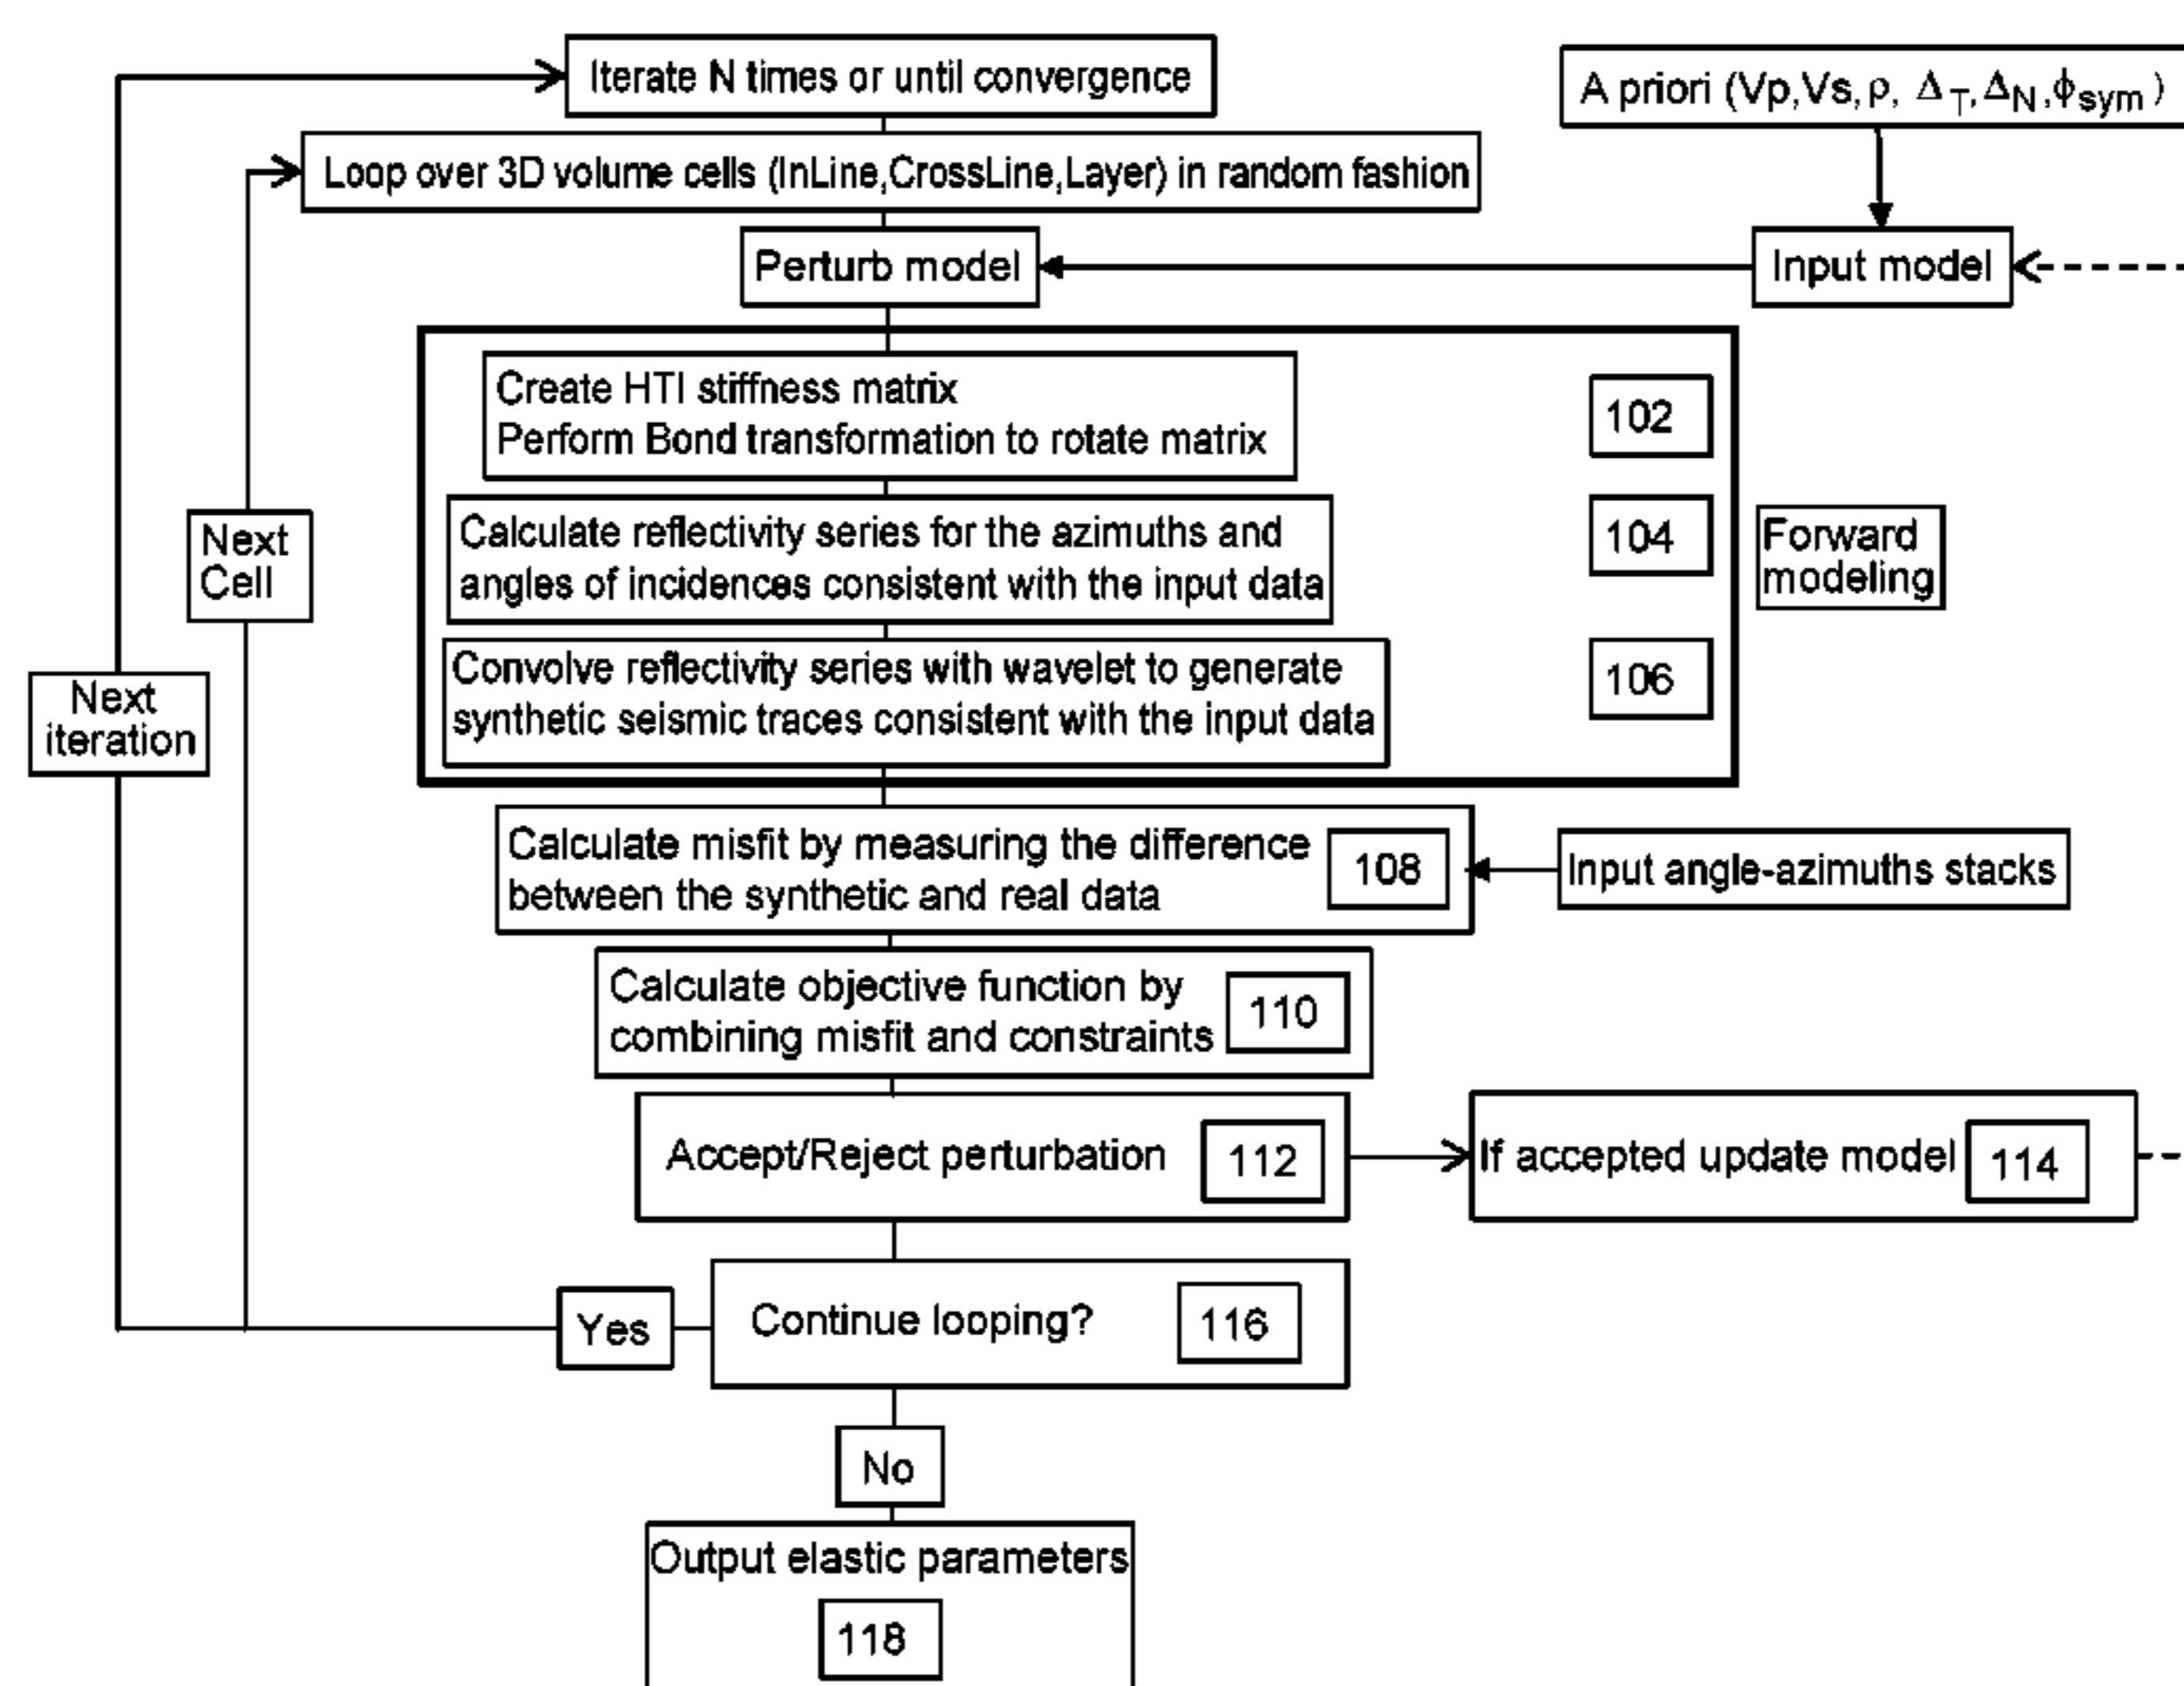 Iterate N times or until convergence
A priori (Vp,Vs,ρ, Δ_T,Δ_N,ϕ_sym)
Loop over 3D volume cells (InLine,CrossLine,Layer) in random fashion
Perturb model
Input model
Create HTI stiffness matrix
Perform Bond transformation to rotate matrix
102
Calculate reflectivity series for the azimuths and
angles of incidences consistent with the input data
104
Forward
modeling
Next
Cell
Convolve reflectivity series with wavelet to generate
synthetic seismic traces consistent with the input data
106
Next
iteration
Calculate misfit by measuring the difference
between the synthetic and real data
108
Input angle-azimuths stacks
Calculate objective function by
combining misfit and constraints
110
Accept/Reject perturbation
112
If accepted update model
114
Continue looping?
116
Yes
No
Output elastic parameters
118